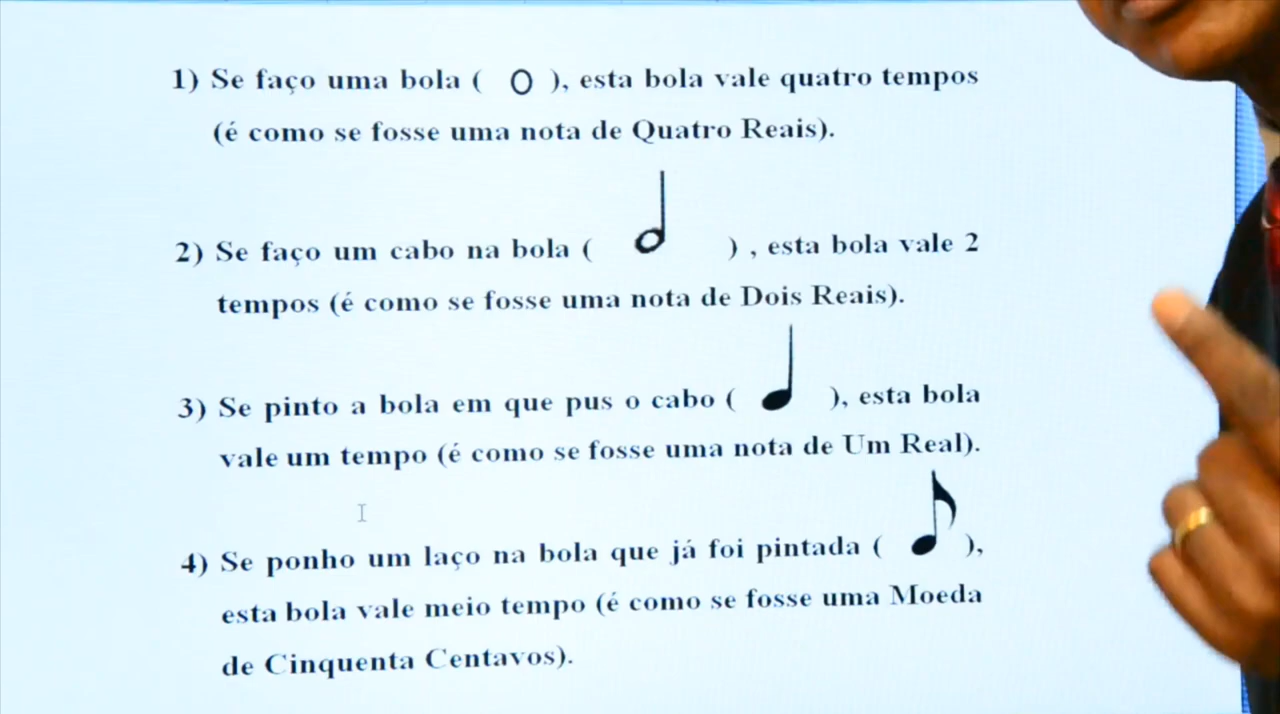 1) Se faço uma bola ( O ), esta bola vale quatro tempos
(é como se fosse uma nota de Quatro Reais).
2) Se faço um cabo na bola ( 𝅗𝅥 ) , esta bola vale 2
tempos (é como se fosse uma nota de Dois Reais).
3) Se pinto a bola em que pus o cabo ( ♩ ), esta bola
vale um tempo (é como se fosse uma nota de Um Real).
4) Se ponho um laço na bola que já foi pintada ( ♪ ),
esta bola vale meio tempo (é como se fosse uma Moeda
de Cinquenta Centavos).